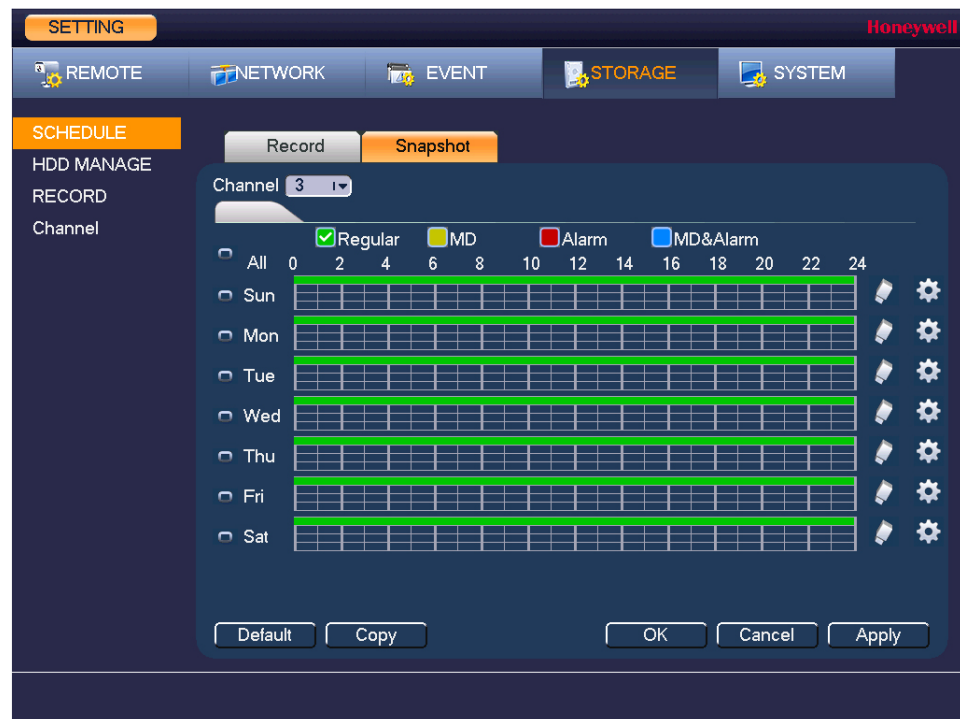 SETTING Honeywell
REMOTE NETWORK EVENT STORAGE SYSTEM
SCHEDULE
HDD MANAGE
RECORD
Channel
Record Snapshot
Channel 3
Regular MD Alarm MD&Alarm
All 0 2 4 6 8 10 12 14 16 18 20 22 24
Sun
Mon
Tue
Wed
Thu
Fri
Sat
Default Copy OK Cancel Apply